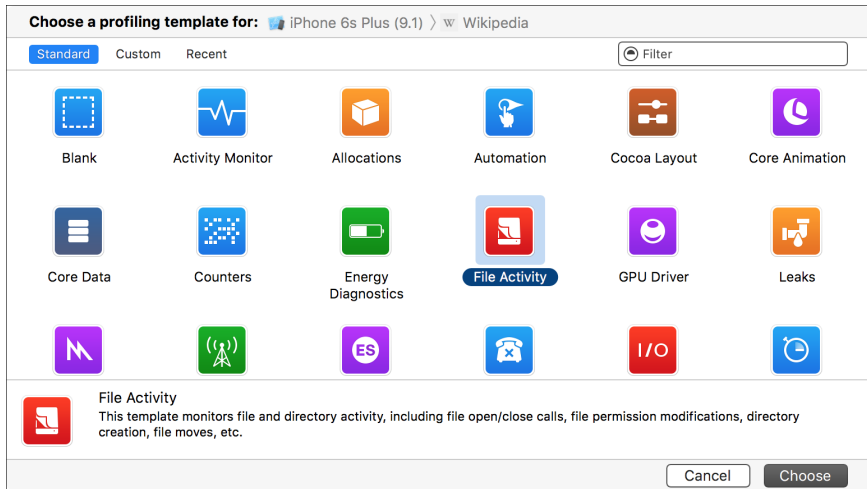 Choose a profiling template for: iPhone 6s Plus (9.1) 〉 W Wikipedia
Standard Custom Recent Filter
Blank Activity Monitor Allocations Automation Cocoa Layout Core Animation
Core Data Counters Energy Diagnostics File Activity GPU Driver Leaks
ES I/O
File Activity
This template monitors file and directory activity, including file open/close calls, file permission modifications, directory
creation, file moves, etc.
Cancel Choose